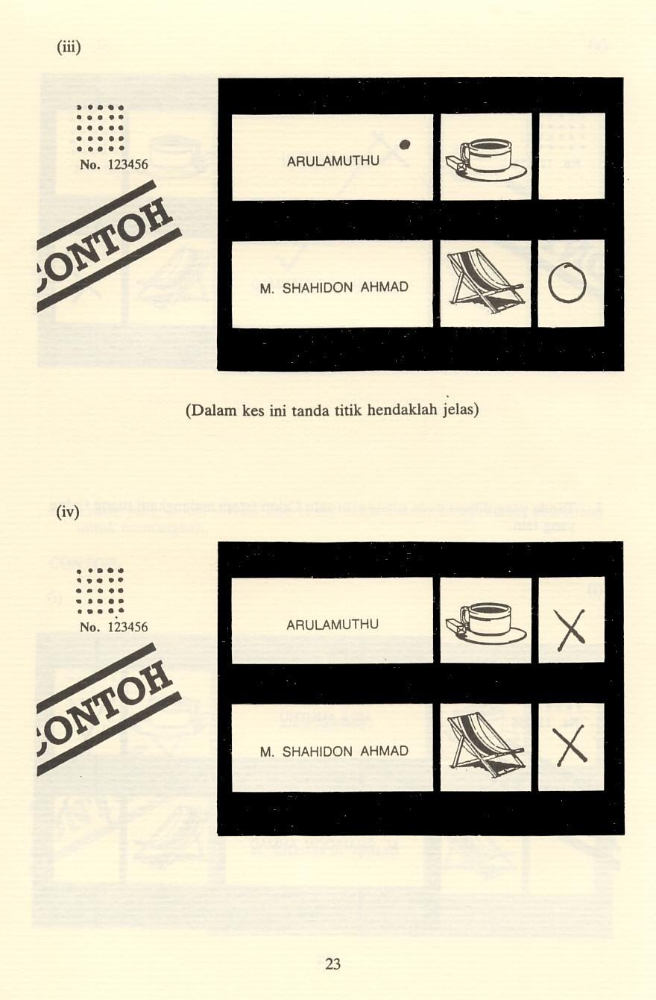 (iii)
No. 123456
CONTOH
ARULAMUTHU
M. SHAHIDON AHMAD
(Dalam kes ini tanda titik hendaklah jelas)
(iv)
No. 123456
CONTOH
ARULAMUTHU
M. SHAHIDON AHMAD
23